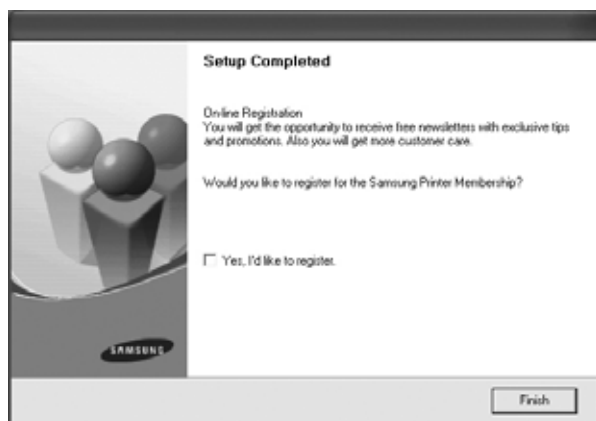 Setup Completed
On-line Registration
You will get the opportunity to receive free newsletters with exclusive tips
and promotions. Also you will get more customer care.
Would you like to register for the Samsung Printer Membership?
Yes, I'd like to register.
SAMSUNG
Finish